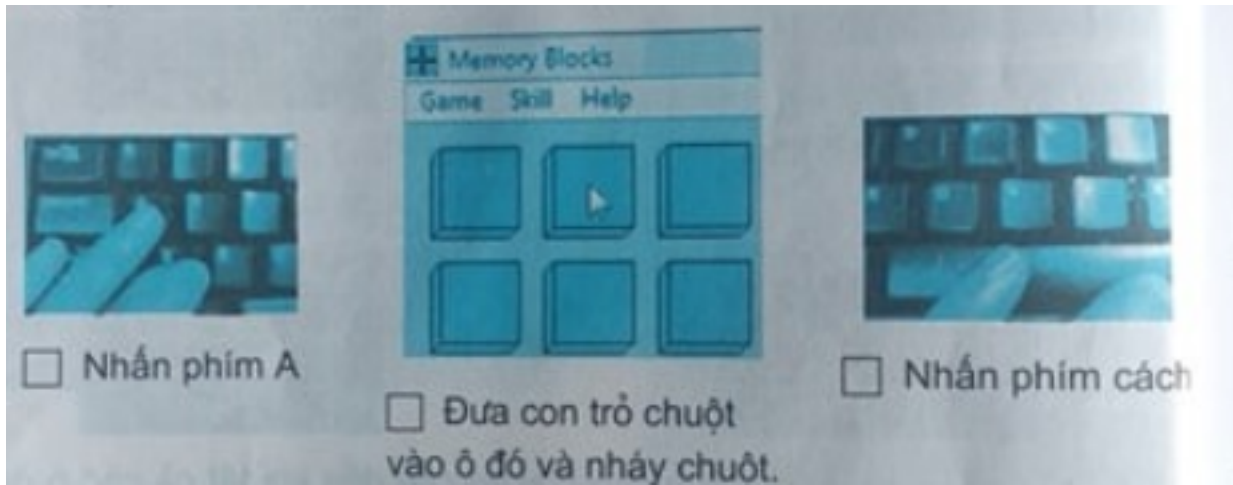 Memory Blocks
Game Skill Help
Nhấn phím A
Đưa con trỏ chuột
vào ô đó và nháy chuột.
Nhấn phím cách